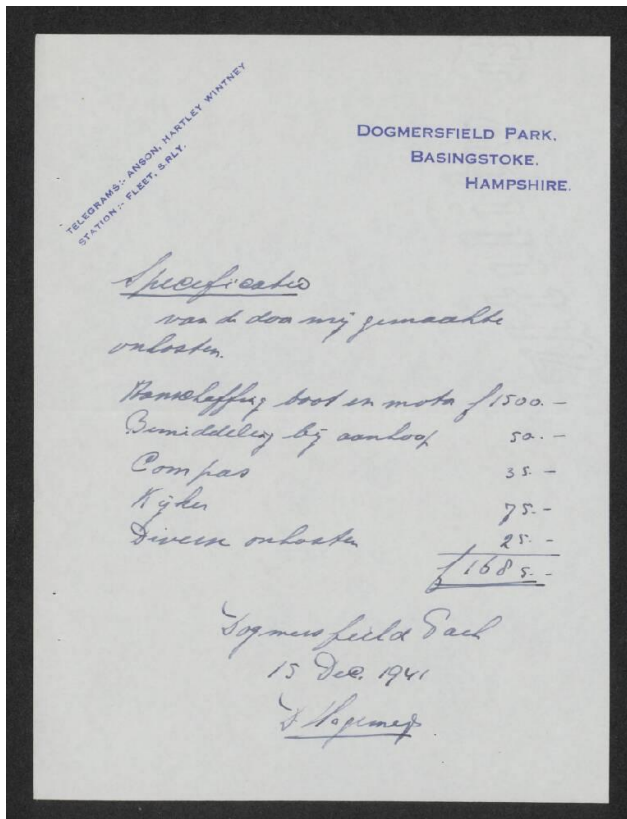 TELEGRAMS:- ANSON, HARTLEY WINTNEY
STATION:- FLEET, S.RLY.
DOGMERSFIELD PARK.
BASINGSTOKE.
HAMPSHIRE.
Specificatie
van de door mij gemaakte
onkosten.
Aanschaffing boot en motor f 1500.-
Bemiddeling bij aankoop 50.-
Compas 35.-
Kijker 75.-
Diverse onkosten 25.-
f 1685.-
Dogmersfield Park
15 Dec. 1941